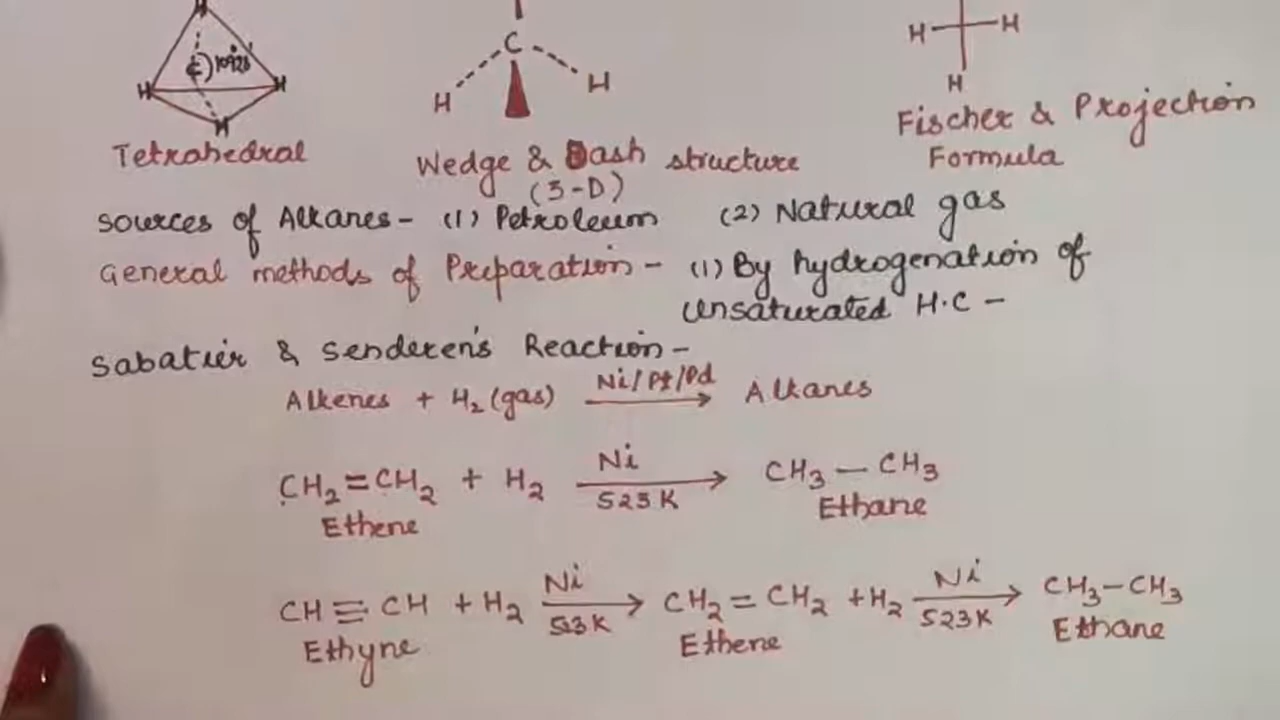 H
C) 109°28'
H H
H
Tetrahedral
C
H H
Wedge & Dash structure
(3-D)
H H
H
Fischer & Projection
Formula
Sources of Alkanes- (1) Petroleum (2) Natural gas
General methods of Preparation - (1) By hydrogenation of
unsaturated H.C -
Sabatier & Senderen's Reaction -
Alkenes + H₂ (gas) Ni/Pt/Pd → Alkanes
CH₂=CH₂ + H₂ Ni → 523K CH₃-CH₃
Ethene Ethane
CH≡CH + H₂ Ni → 523K CH₂=CH₂ + H₂ Ni → 523K CH₃-CH₃
Ethyne Ethene Ethane